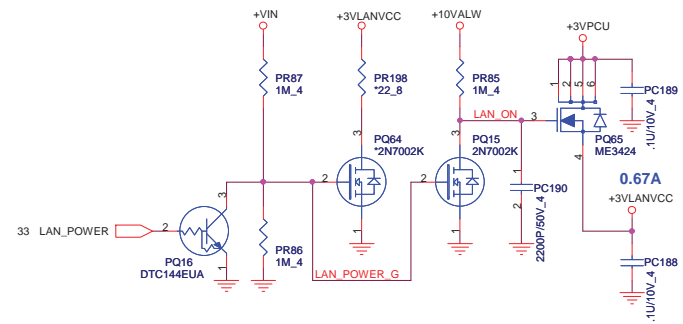 +VIN
+3VLANVCC
+10VALW
+3VPCU
PR87
1M_4
PR198
*22_8
PR85
1M_4
1
2
5
6
PC189
.1U/10V_4
LAN_ON
3
PQ65
ME3424
4
3
PQ64
*2N7002K
2
1
3
PQ15
2N7002K
2
1
1
PC190
2
2200P/50V_4
0.67A
+3VLANVCC
PC188
.1U/10V_4
33 LAN_POWER
2
3
1
PQ16
DTC144EUA
PR86
1M_4
LAN_POWER_G